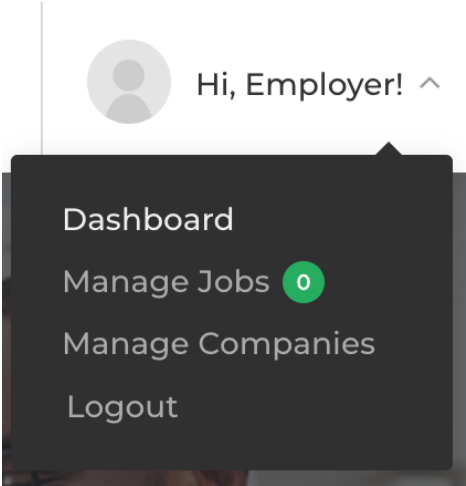 Hi, Employer!
Dashboard
Manage Jobs 0
Manage Companies
Logout